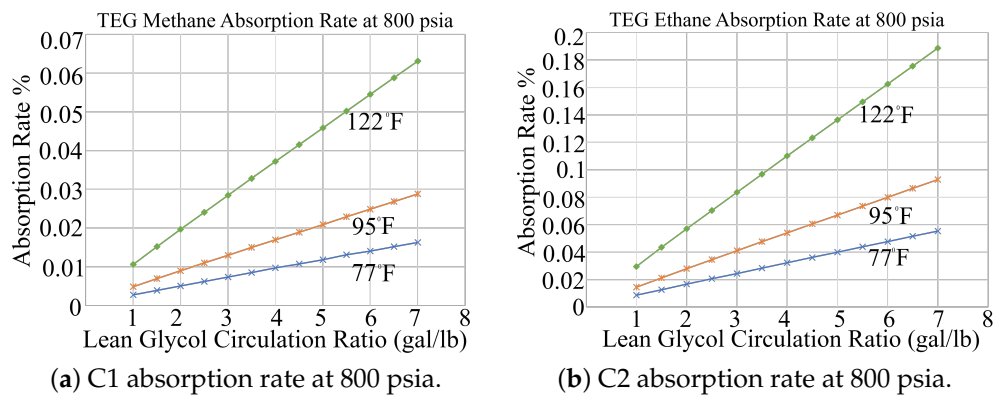 TEG Methane Absorption Rate at 800 psia
0.07
0.06
0.05
0.04
0.03
0.02
0.01
0
Absorption Rate %
122°F
95°F
77°F
1 2 3 4 5 6 7 8
Lean Glycol Circulation Ratio (gal/lb)
(a) C1 absorption rate at 800 psia.
TEG Ethane Absorption Rate at 800 psia
0.2
0.18
0.16
0.14
0.12
0.1
0.08
0.06
0.04
0.02
0
Absorption Rate %
122°F
95°F
77°F
1 2 3 4 5 6 7 8
Lean Glycol Circulation Ratio (gal/lb)
(b) C2 absorption rate at 800 psia.